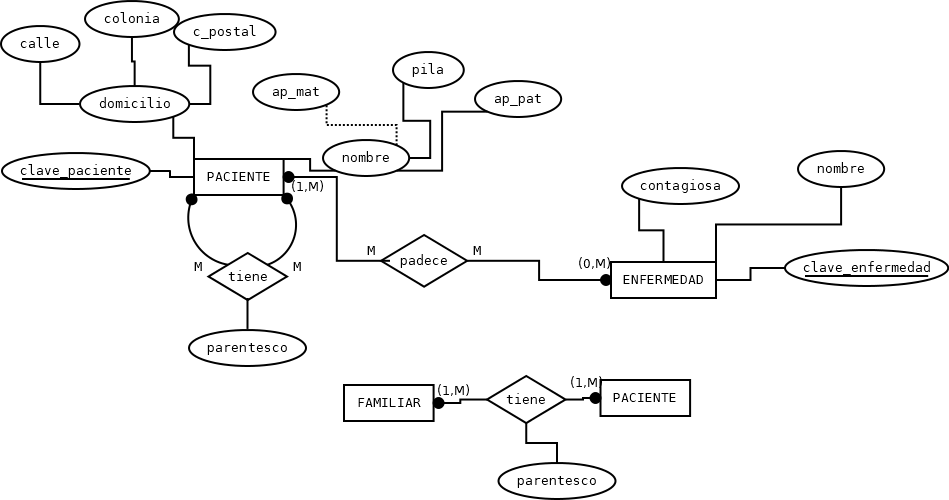 colonia
c_postal
calle
pila
ap_mat
ap_pat
domicilio
nombre
clave_paciente
PACIENTE
(1,M)
nombre
contagiosa
M
padece
M
(0,M)
ENFERMEDAD
clave_enfermedad
M
tiene
M
parentesco
FAMILIAR
(1,M)
tiene
(1,M)
PACIENTE
parentesco